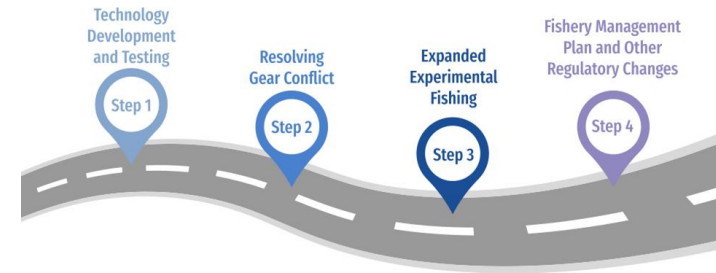 Technology
Development
and Testing
Step 1
Resolving
Gear Conflict
Step 2
Expanded
Experimental
Fishing
Step 3
Fishery Management
Plan and Other
Regulatory Changes
Step 4